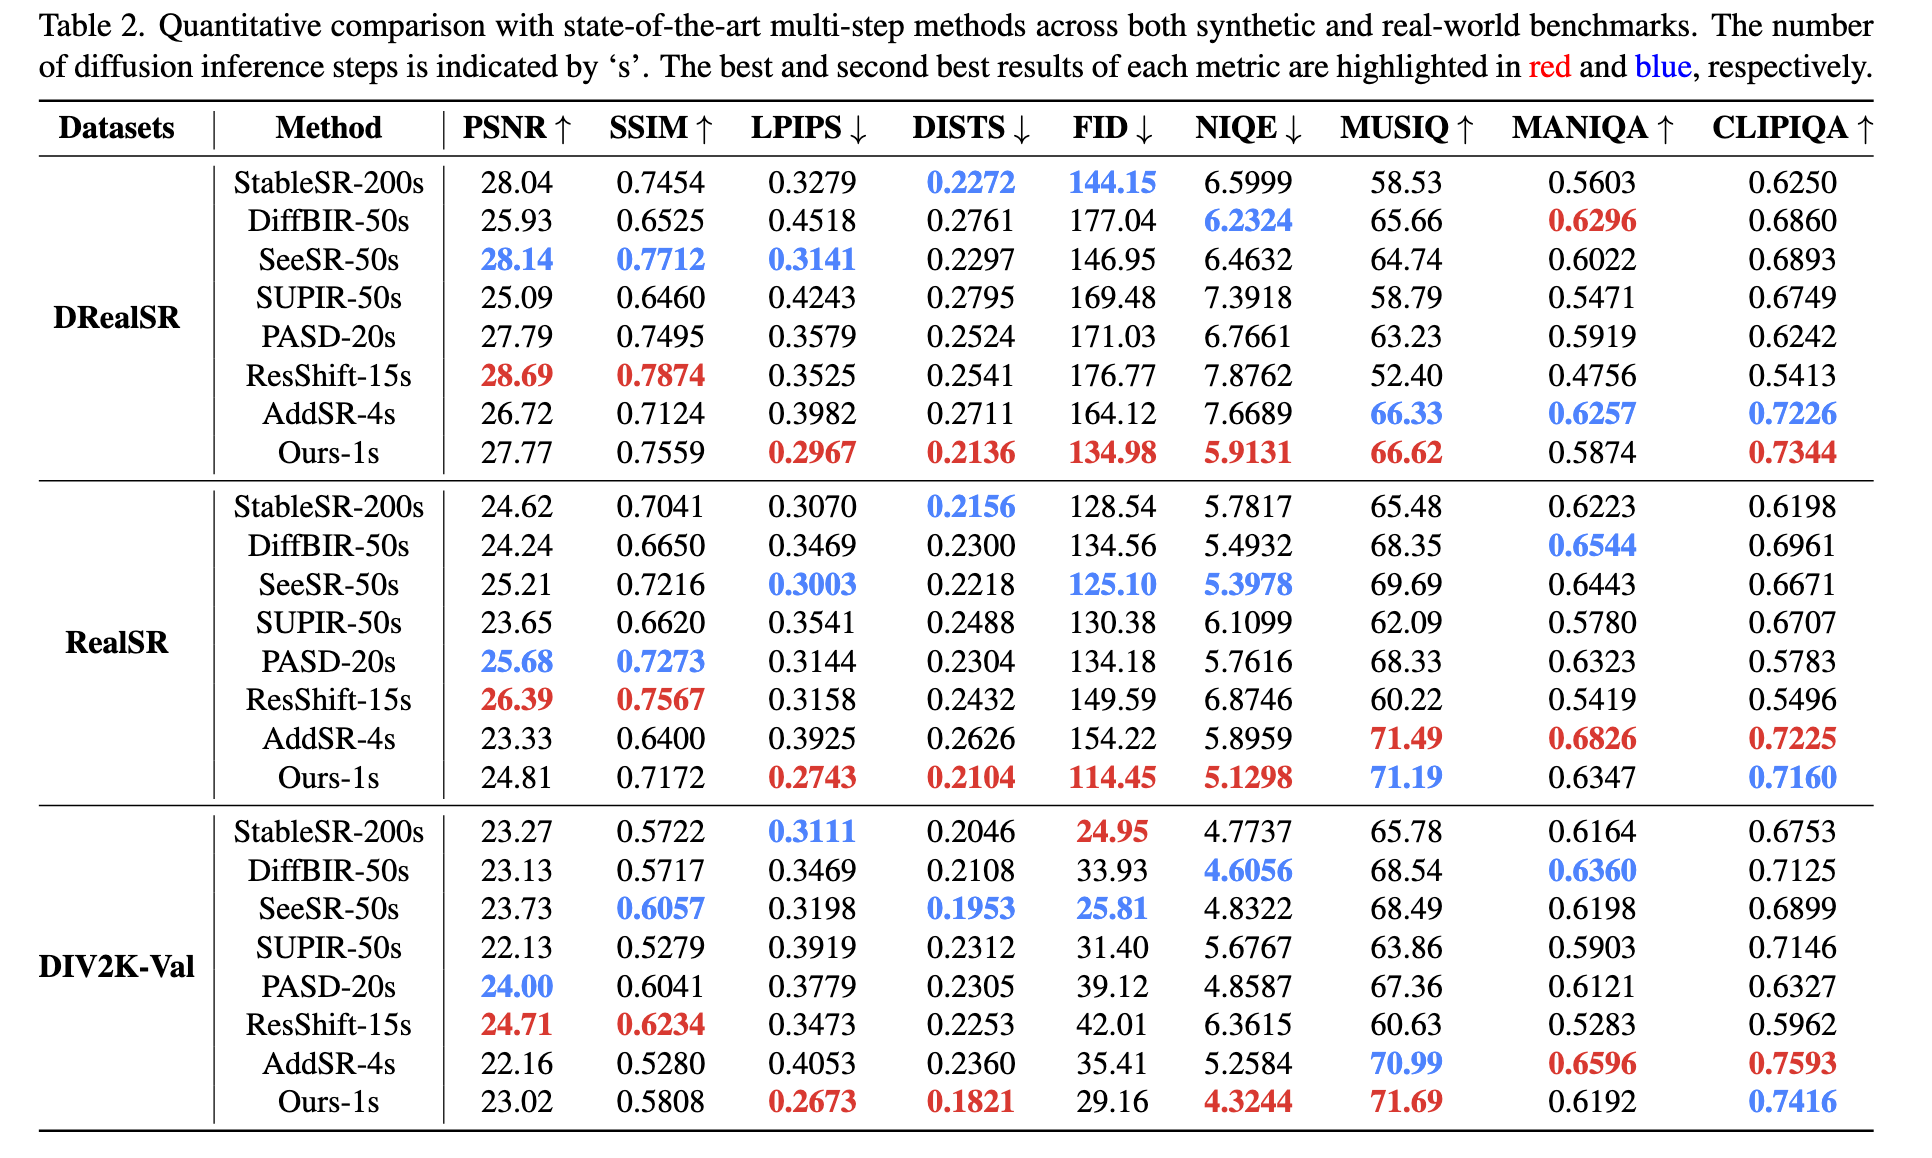 Table 2. Quantitative comparison with state-of-the-art multi-step methods across both synthetic and real-world benchmarks. The number
of diffusion inference steps is indicated by ‘s’. The best and second best results of each metric are highlighted in red and blue, respectively.
Datasets Method PSNR ↑ SSIM ↑ LPIPS ↓ DISTS ↓ FID ↓ NIQE ↓ MUSIQ ↑ MANIQA ↑ CLIPIQA ↑
DRealSR
StableSR-200s 28.04 0.7454 0.3279 0.2272 144.15 6.5999 58.53 0.5603 0.6250
DiffBIR-50s 25.93 0.6525 0.4518 0.2761 177.04 6.2324 65.66 0.6296 0.6860
SeeSR-50s 28.14 0.7712 0.3141 0.2297 146.95 6.4632 64.74 0.6022 0.6893
SUPIR-50s 25.09 0.6460 0.4243 0.2795 169.48 7.3918 58.79 0.5471 0.6749
PASD-20s 27.79 0.7495 0.3579 0.2524 171.03 6.7661 63.23 0.5919 0.6242
ResShift-15s 28.69 0.7874 0.3525 0.2541 176.77 7.8762 52.40 0.4756 0.5413
AddSR-4s 26.72 0.7124 0.3982 0.2711 164.12 7.6689 66.33 0.6257 0.7226
Ours-1s 27.77 0.7559 0.2967 0.2136 134.98 5.9131 66.62 0.5874 0.7344
RealSR
StableSR-200s 24.62 0.7041 0.3070 0.2156 128.54 5.7817 65.48 0.6223 0.6198
DiffBIR-50s 24.24 0.6650 0.3469 0.2300 134.56 5.4932 68.35 0.6544 0.6961
SeeSR-50s 25.21 0.7216 0.3003 0.2218 125.10 5.3978 69.69 0.6443 0.6671
SUPIR-50s 23.65 0.6620 0.3541 0.2488 130.38 6.1099 62.09 0.5780 0.6707
PASD-20s 25.68 0.7273 0.3144 0.2304 134.18 5.7616 68.33 0.6323 0.5783
ResShift-15s 26.39 0.7567 0.3158 0.2432 149.59 6.8746 60.22 0.5419 0.5496
AddSR-4s 23.33 0.6400 0.3925 0.2626 154.22 5.8959 71.49 0.6826 0.7225
Ours-1s 24.81 0.7172 0.2743 0.2104 114.45 5.1298 71.19 0.6347 0.7160
DIV2K-Val
StableSR-200s 23.27 0.5722 0.3111 0.2046 24.95 4.7737 65.78 0.6164 0.6753
DiffBIR-50s 23.13 0.5717 0.3469 0.2108 33.93 4.6056 68.54 0.6360 0.7125
SeeSR-50s 23.73 0.6057 0.3198 0.1953 25.81 4.8322 68.49 0.6198 0.6899
SUPIR-50s 22.13 0.5279 0.3919 0.2312 31.40 5.6767 63.86 0.5903 0.7146
PASD-20s 24.00 0.6041 0.3779 0.2305 39.12 4.8587 67.36 0.6121 0.6327
ResShift-15s 24.71 0.6234 0.3473 0.2253 42.01 6.3615 60.63 0.5283 0.5962
AddSR-4s 22.16 0.5280 0.4053 0.2360 35.41 5.2584 70.99 0.6596 0.7593
Ours-1s 23.02 0.5808 0.2673 0.1821 29.16 4.3244 71.69 0.6192 0.7416